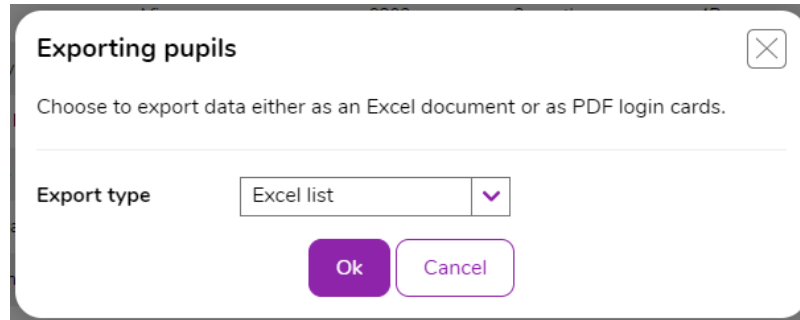 Exporting pupils
Choose to export data either as an Excel document or as PDF login cards.
Export type
Excel list
Ok
Cancel